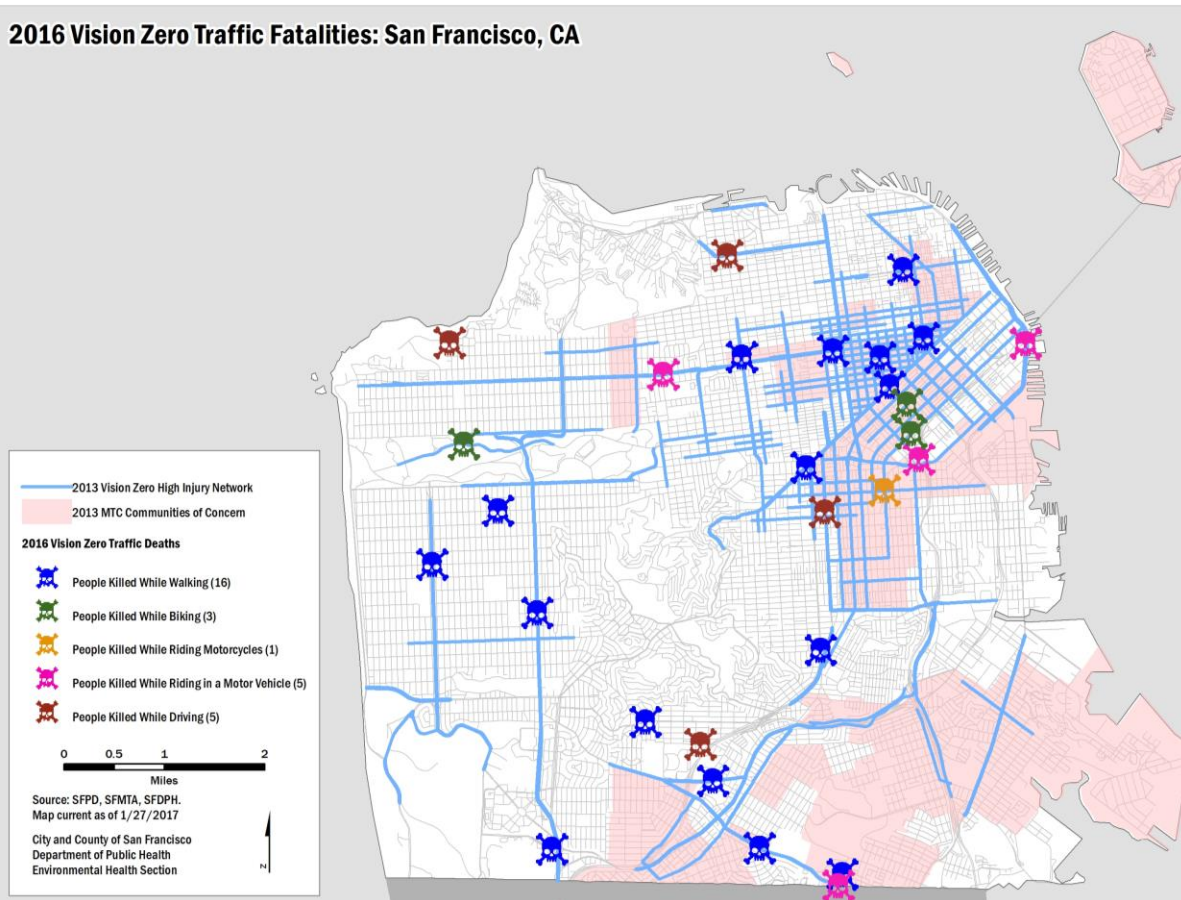 2016 Vision Zero Traffic Fatalities: San Francisco, CA
2013 Vision Zero High Injury Network
2013 MTC Communities of Concern
2016 Vision Zero Traffic Deaths
People Killed While Walking (16)
People Killed While Biking (3)
People Killed While Riding Motorcycles (1)
People Killed While Riding in a Motor Vehicle (5)
People Killed While Driving (5)
0 0.5 1 2
Miles
Source: SFPD, SFMTA, SFDPH.
Map current as of 1/27/2017
City and County of San Francisco
Department of Public Health
Environmental Health Section
N